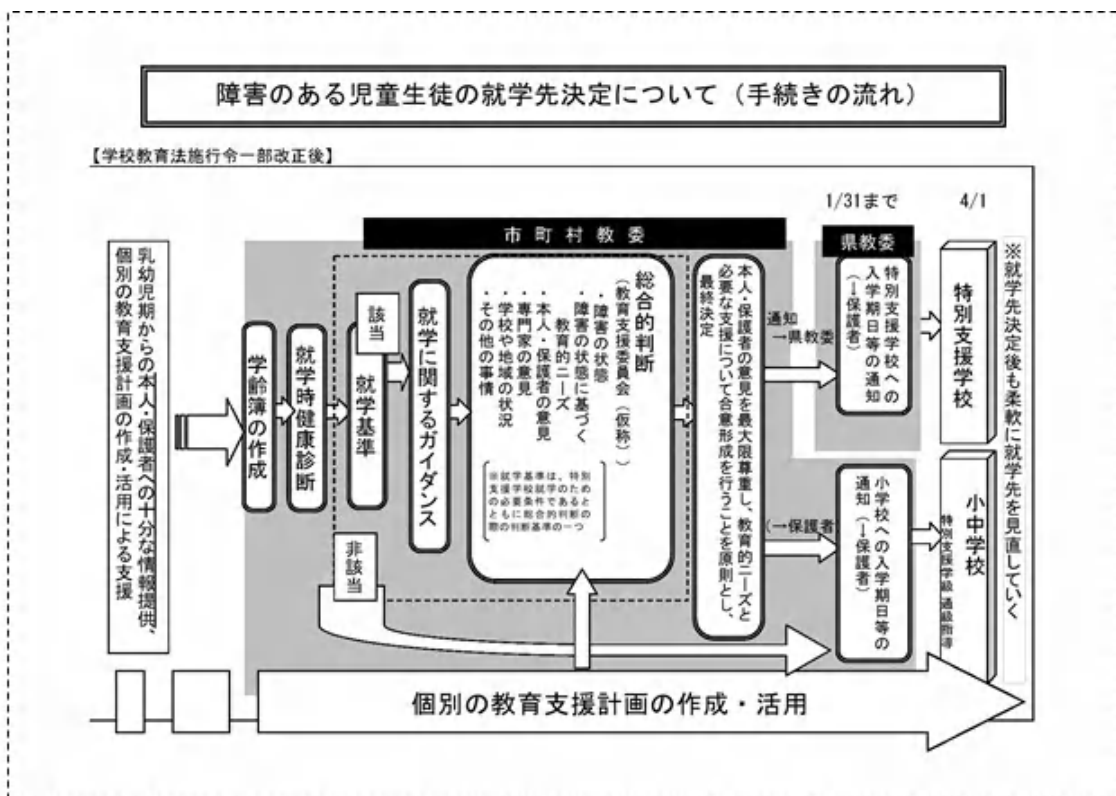 障害のある児童生徒の就学先決定について（手続きの流れ）
【学校教育法施行令一部改正後】
乳幼児期からの本人・保護者への十分な情報提供、
個別の教育支援計画の作成・活用による支援
学齢簿の作成
就学時健康診断
市町村教委
就学基準
該当
非該当
就学に関するガイダンス
総合的判断
（教育支援委員会（仮称））
・障害の状態
・障害の状態に基づく
教育的ニーズ
・本人・保護者の意見
・専門家の意見
・学校や地域の状況
・その他の事情
※就学基準は、特別
支援学校就学のため
の必要条件であると
ともに総合的判断の
際の判断基準の一つ
本人・保護者の意見を最大限尊重し、教育的ニーズと
必要な支援について合意形成を行うことを原則とし、
最終決定
通知
→県教委
(→保護者)
1/31まで
県教委
特別支援学校への
入学期日等の通知
（→保護者）
小学校への入学期日等の
通知（→保護者）
4/1
特別支援学校
小中学校
特別支援学級 通級指導
※就学先決定後も柔軟に就学先を見直していく
個別の教育支援計画の作成・活用